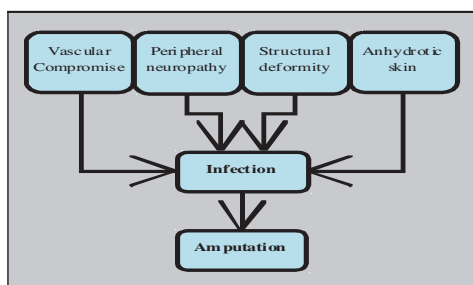 Vascular
Compromise
Peripheral
neuropathy
Structural
deformity
Anhydrotic
skin
Infection
Amputation